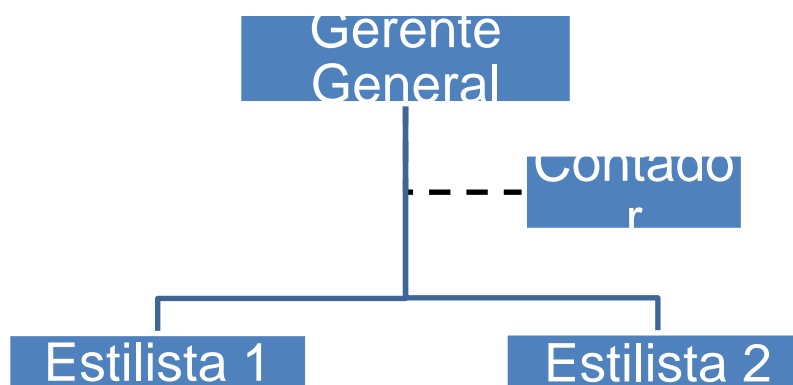 Gerente
General
Contado
r
Estilista 1
Estilista 2